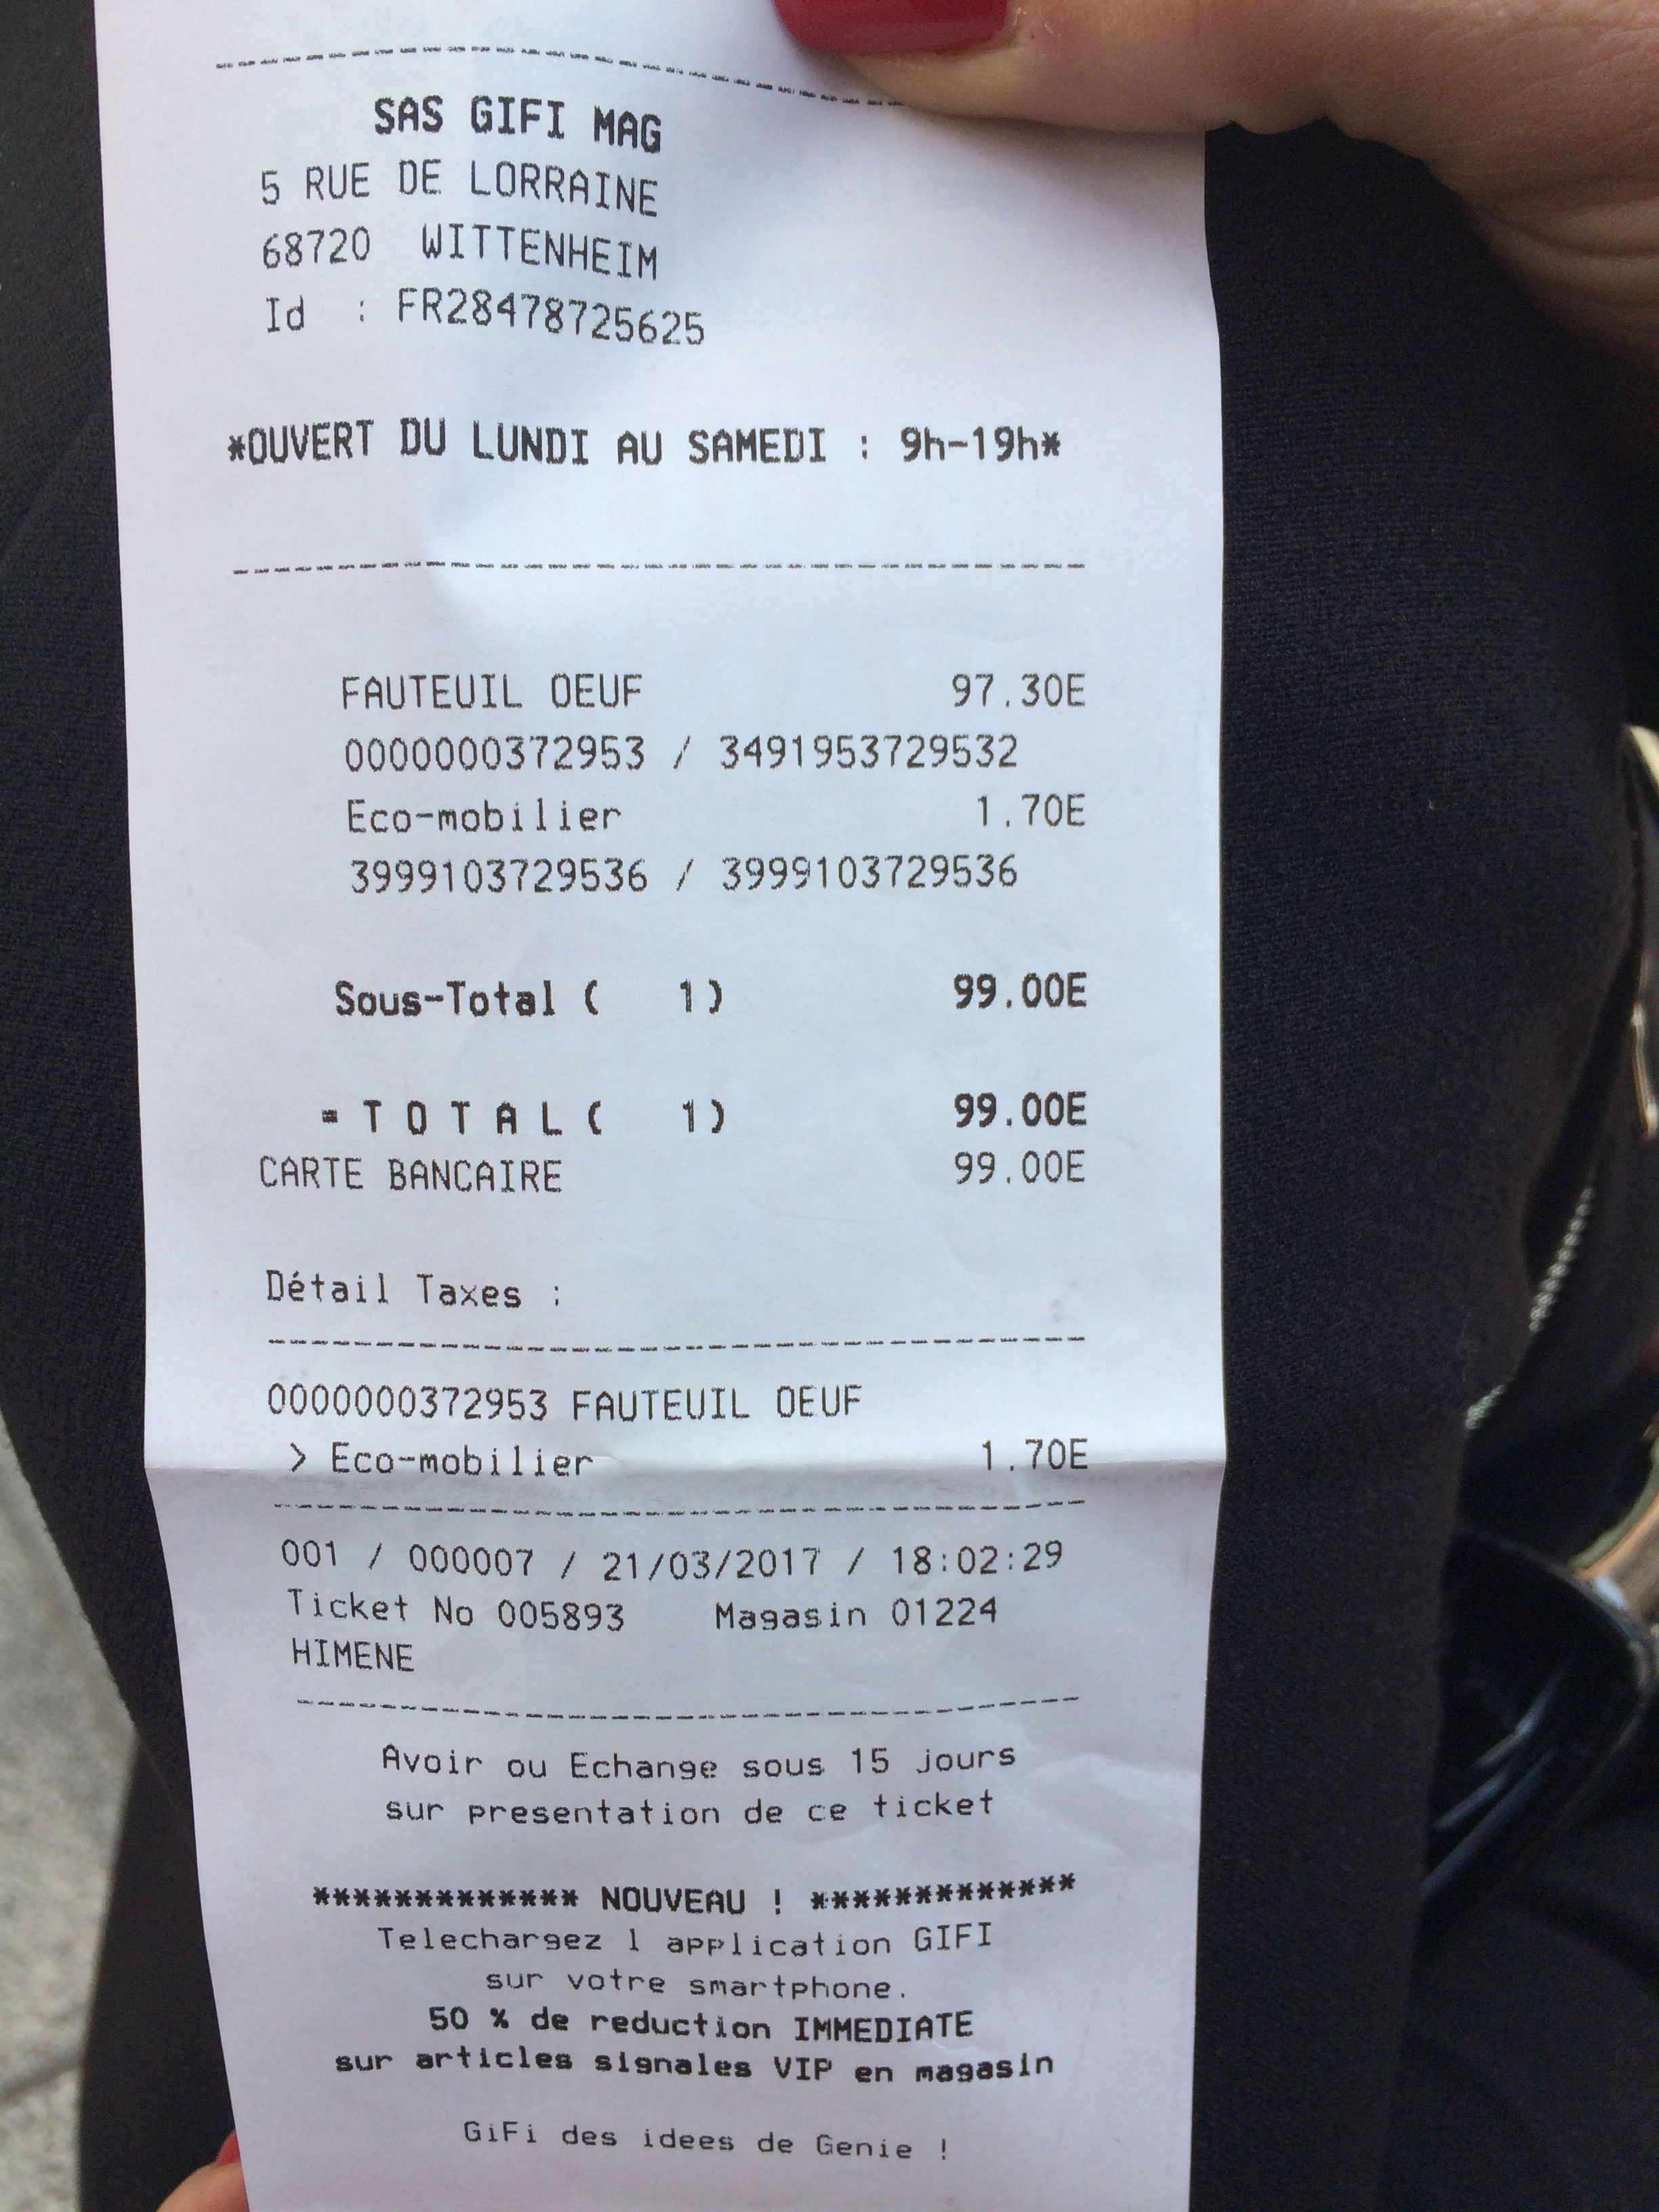 SAS GIFI MAG
5 RUE DE LORRAINE
68720 WITTENHEIM
Id : FR28478725625
*OUVERT DU LUNDI AU SAMEDI : 9h-19h*
FAUTEUIL OEUF 97.30E
0000000372953 / 3491953729532
Eco-mobilier 1.70E
3999103729536 / 3999103729536
Sous-Total ( 1) 99.00E
= T O T A L ( 1) 99.00E
CARTE BANCAIRE 99.00E
Détail Taxes :
0000000372953 FAUTEUIL OEUF
> Eco-mobilier 1.70E
001 / 000007 / 21/03/2017 / 18:02:29
Ticket No 005893 Magasin 01224
HIMENE
Avoir ou Echange sous 15 jours
sur presentation de ce ticket
************* NOUVEAU ! *************
Telechargez l application GIFI
sur votre smartphone.
50 % de reduction IMMEDIATE
sur articles signales VIP en magasin
GiFi des idees de Genie !